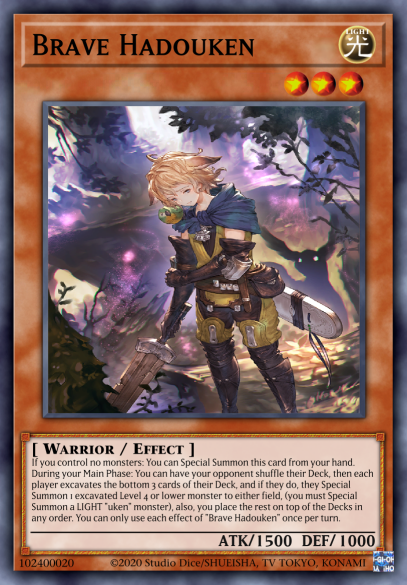 BRAVE HADOUKEN
LIGHT
光
[ WARRIOR / EFFECT ]
If you control no monsters: You can Special Summon this card from your hand.
During your Main Phase: You can have your opponent shuffle their Deck, then each
player excavates the bottom 3 cards of their Deck, and if they do, they Special
Summon 1 excavated Level 4 or lower monster to either field, (you must Special
Summon a LIGHT "uken" monster), also, you place the rest on top of the Decks in
any order. You can only use each effect of "Brave Hadouken" once per turn.
ATK/1500 DEF/1000
102400020
©2020 Studio Dice/SHUEISHA, TV TOKYO, KONAMI